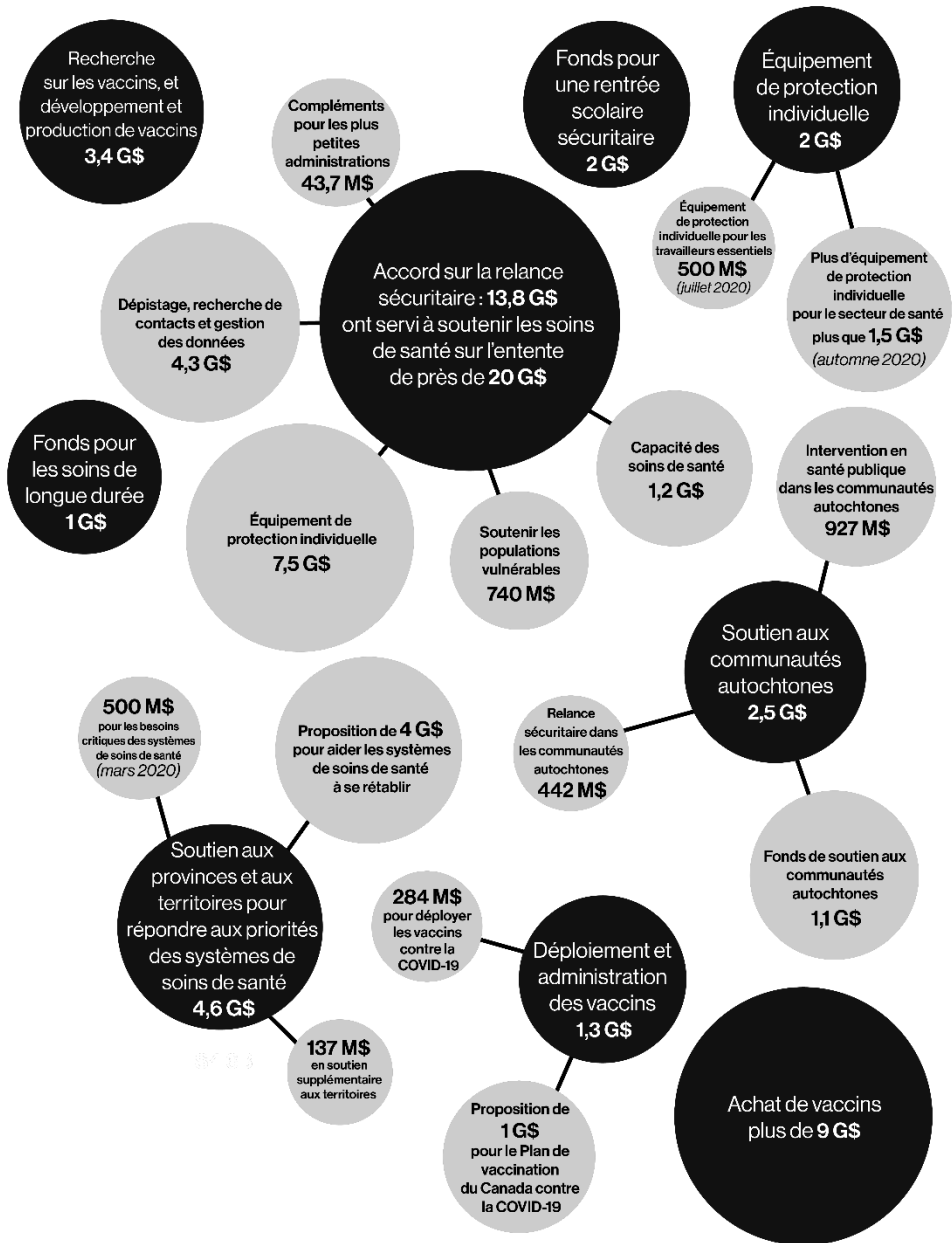 Recherche
sur les vaccins, et
développement et
production de vaccins
3,4 G$
Compléments
pour les plus
petites
administrations
43,7 M$
Fonds pour
une rentrée
scolaire
sécuritaire
2 G$
Équipement
de protection
individuelle
2 G$
Équipement
de protection
individuelle pour les
travailleurs essentiels
500 M$
(juillet 2020)
Plus d'équipement
de protection
individuelle
pour le secteur de santé
plus que 1,5 G$
(automne 2020)
Accord sur la relance
sécuritaire : 13,8 G$
ont servi à soutenir les soins
de santé sur l'entente
de près de 20 G$
Dépistage, recherche de
contacts et gestion
des données
4,3 G$
Fonds pour
les soins de
longue durée
1 G$
Équipement de
protection individuelle
7,5 G$
Soutenir les
populations
vulnérables
740 M$
Capacité des
soins de santé
1,2 G$
Intervention en
santé publique
dans les communautés
autochtones
927 M$
Soutien aux
communautés
autochtones
2,5 G$
Relance
sécuritaire dans
les communautés
autochtones
442 M$
Fonds de soutien aux
communautés
autochtones
1,1 G$
500 M$
pour les besoins
critiques des systèmes
de soins de santé
(mars 2020)
Proposition de 4 G$
pour aider les systèmes
de soins de santé
à se rétablir
Soutien aux
provinces et aux
territoires pour
répondre aux priorités
des systèmes de
soins de santé
4,6 G$
137 M$
en soutien
supplémentaire
aux territoires
284 M$
pour déployer
les vaccins
contre la
COVID-19
Déploiement et
administration
des vaccins
1,3 G$
Proposition de
1 G$
pour le Plan de
vaccination
du Canada contre
la COVID-19
Achat de vaccins
plus de 9 G$